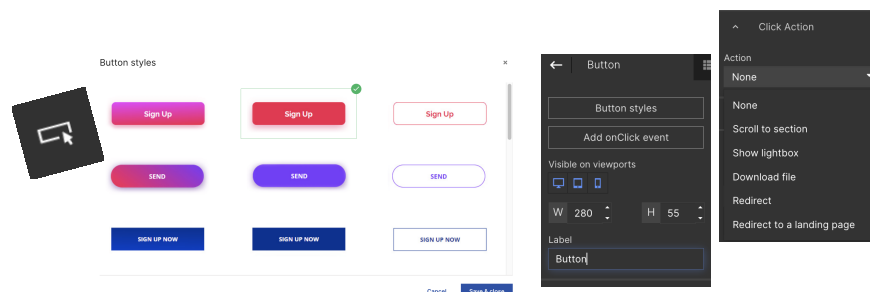 Button styles
×
Sign Up
Sign Up
Sign Up
SEND
SEND
SEND
SIGN UP NOW
SIGN UP NOW
SIGN UP NOW
Cancel
Save & close
Button
Button styles
Add onClick event
Visible on viewports
W 280
H 55
Label
Button
Click Action
Action
None
None
Scroll to section
Show lightbox
Download file
Redirect
Redirect to a landing page